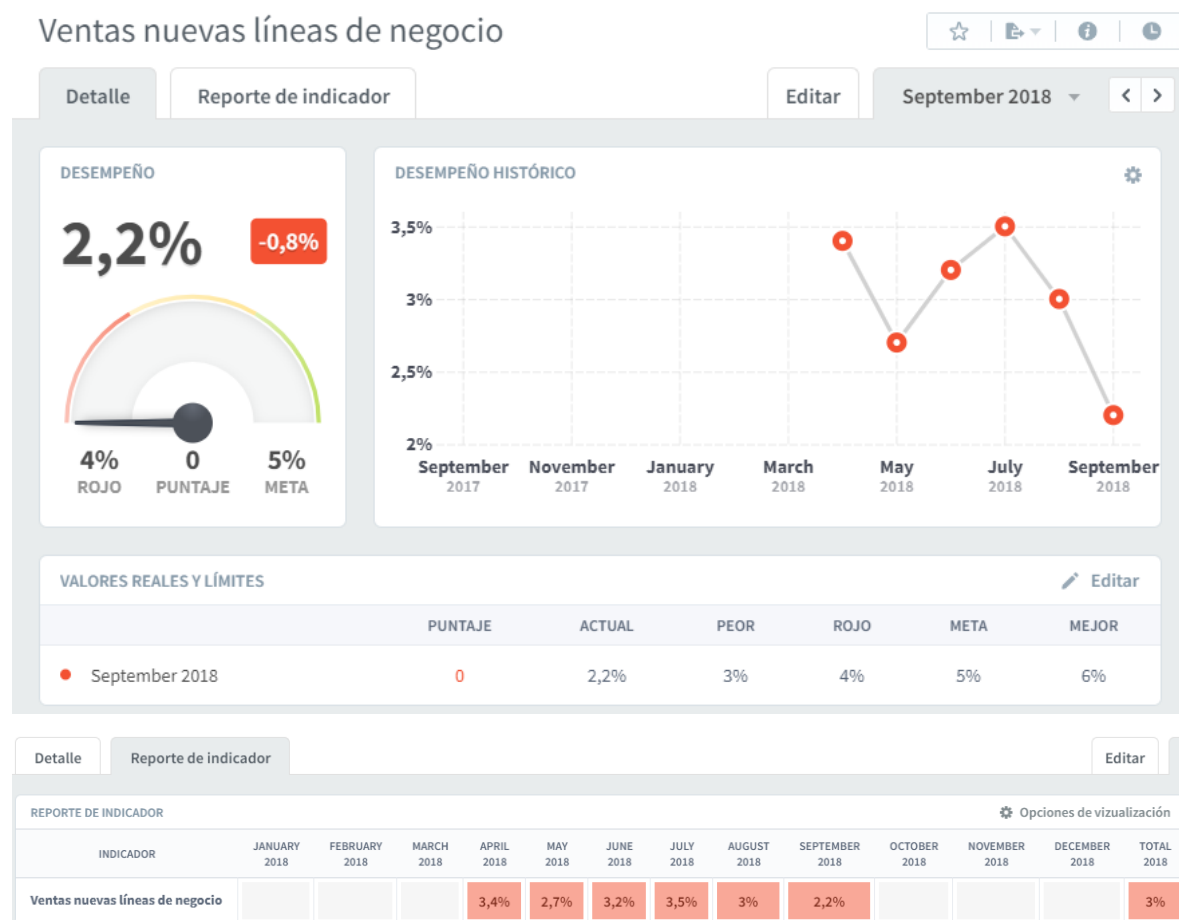 Ventas nuevas líneas de negocio
Detalle Reporte de indicador Editar September 2018
DESEMPEÑO
2,2% -0,8%
4% 0 5%
ROJO PUNTAJE META
DESEMPEÑO HISTÓRICO
3,5%
3%
2,5%
2%
September November January March May July September
2017 2017 2018 2018 2018 2018 2018
VALORES REALES Y LÍMITES Editar
PUNTAJE ACTUAL PEOR ROJO META MEJOR
September 2018 0 2,2% 3% 4% 5% 6%
Detalle Reporte de indicador Editar
REPORTE DE INDICADOR Opciones de vizualización
INDICADOR JANUARY FEBRUARY MARCH APRIL MAY JUNE JULY AUGUST SEPTEMBER OCTOBER NOVEMBER DECEMBER TOTAL
2018 2018 2018 2018 2018 2018 2018 2018 2018 2018 2018 2018 2018
Ventas nuevas líneas de negocio 3,4% 2,7% 3,2% 3,5% 3% 2,2% 3%